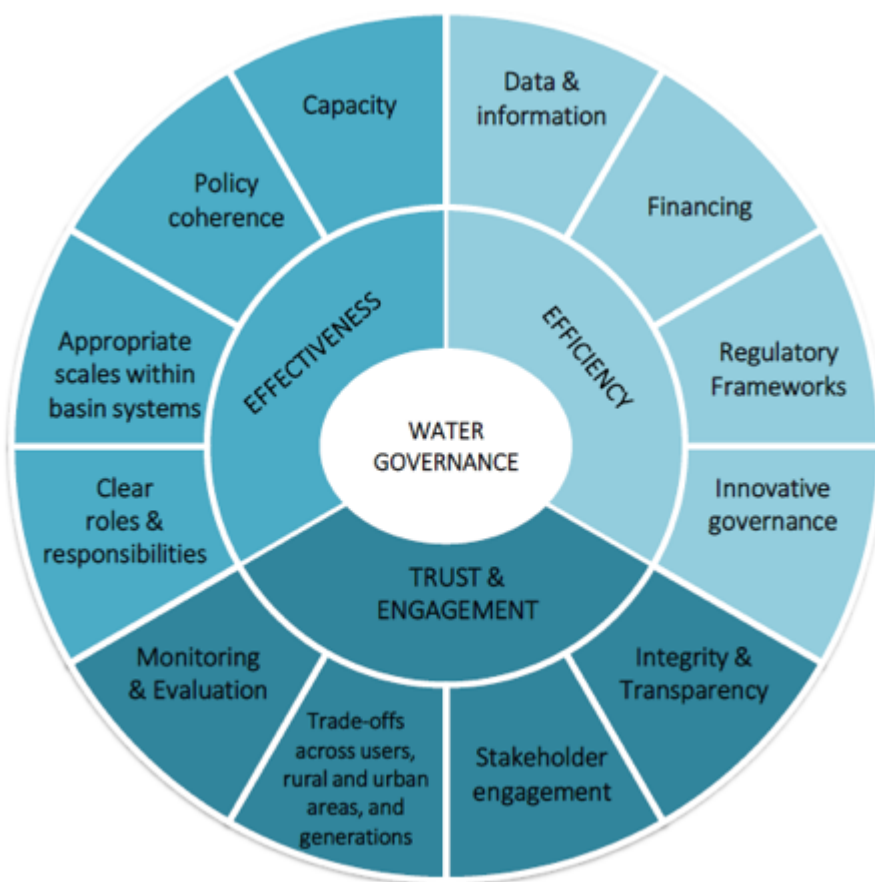 Capacity
Data &
information
Policy
coherence
Financing
Appropriate
scales within
basin systems
EFFECTIVENESS
EFFICIENCY
Regulatory
Frameworks
WATER
GOVERNANCE
Clear
roles &
responsibilities
Innovative
governance
TRUST &
ENGAGEMENT
Monitoring
& Evaluation
Integrity &
Transparency
Trade-offs
across users,
rural and urban
areas, and
generations
Stakeholder
engagement